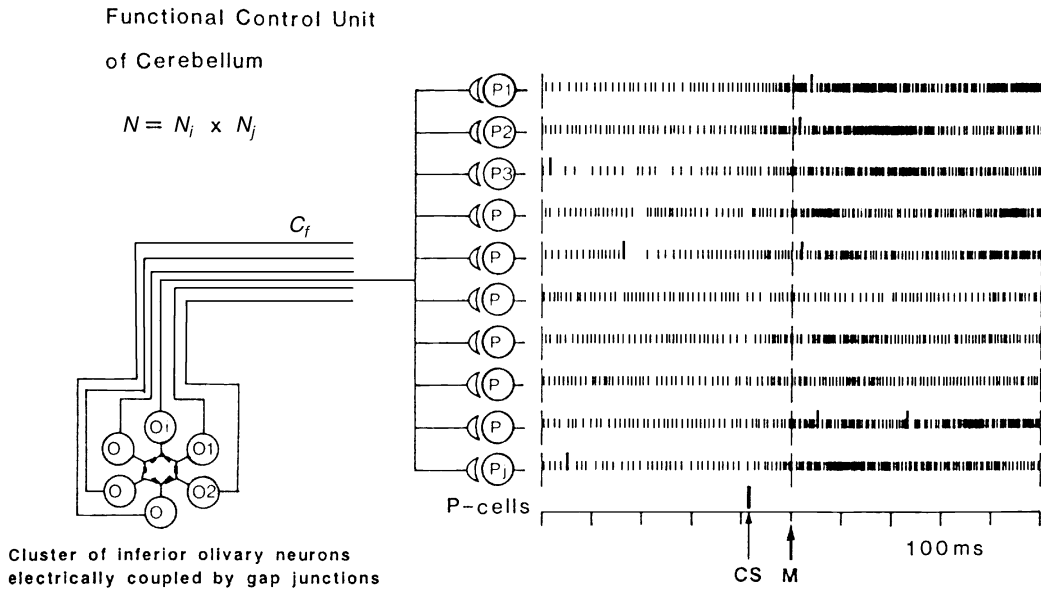 Functional Control Unit
of Cerebellum
N = Ni x Nj
Cf
P1
P2
P3
P
P
P
P
P
P
Pj
P-cells
100ms
CS M
Oi
O O1
O O2
O
Cluster of inferior olivary neurons
electrically coupled by gap junctions